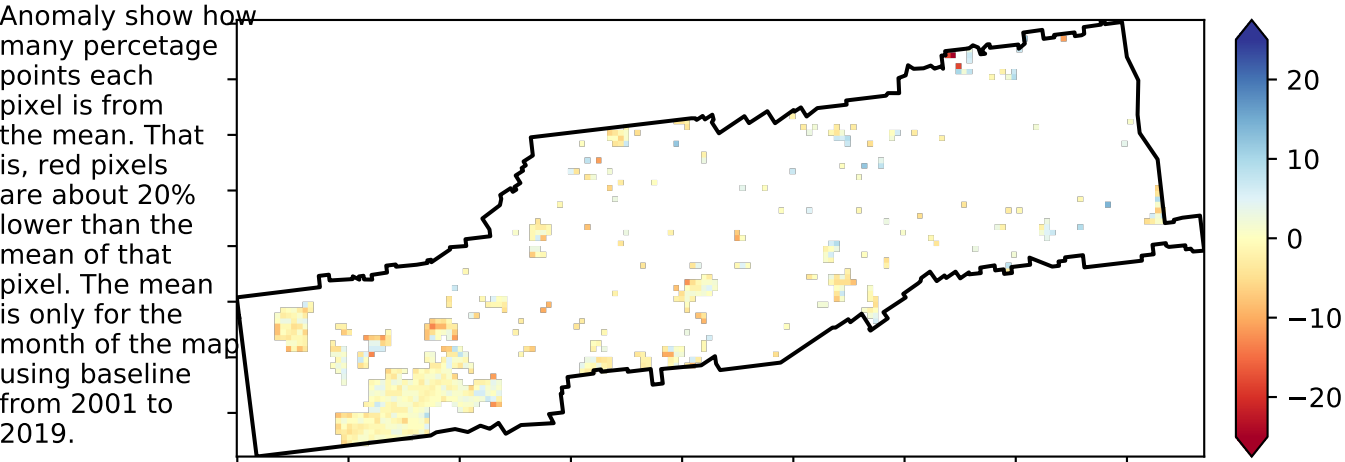 Anomaly show how
many percetage
points each
pixel is from
the mean. That
is, red pixels
are about 20%
lower than the
mean of that
pixel. The mean
is only for the
month of the map
using baseline
from 2001 to
2019.
20
10
0
−10
−20